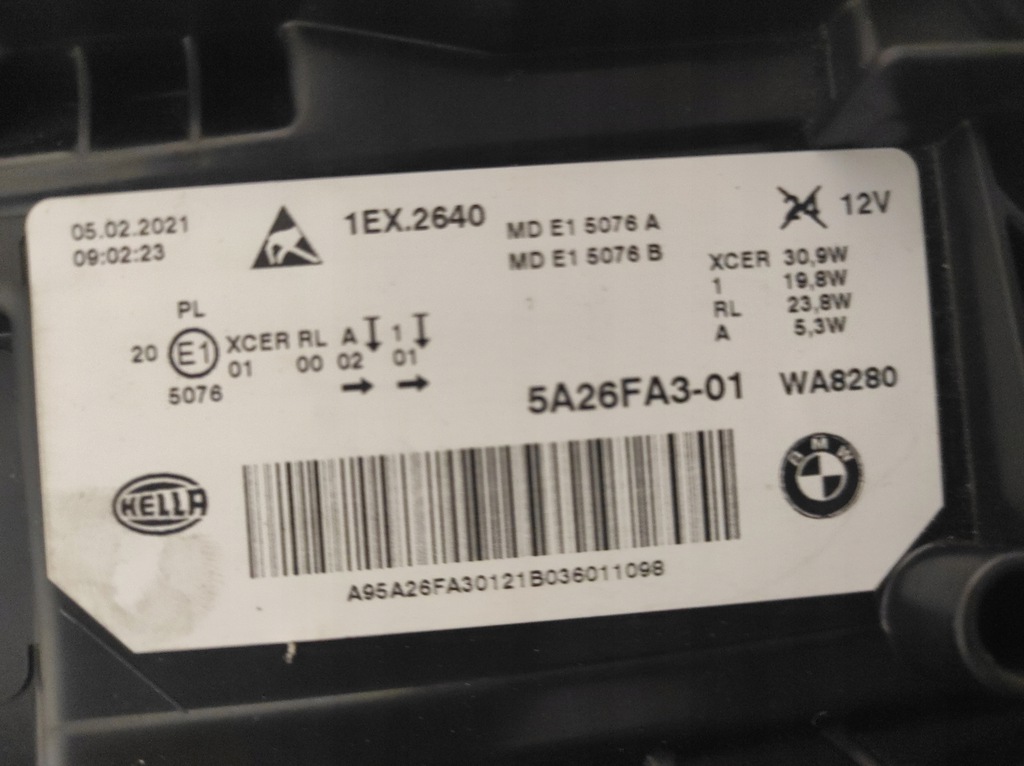 05.02.2021
09:02:23
1EX.2640
MD E1 5076 A
MD E1 5076 B
24 12V
XCER 30,9W
1 19,8W
RL 23,8W
A 5,3W
PL
20 E1 XCER RL A 1
01 00 02 01
5076
5A26FA3-01 WA8280
HELLA
BMW
A95A26FA30121B036011098